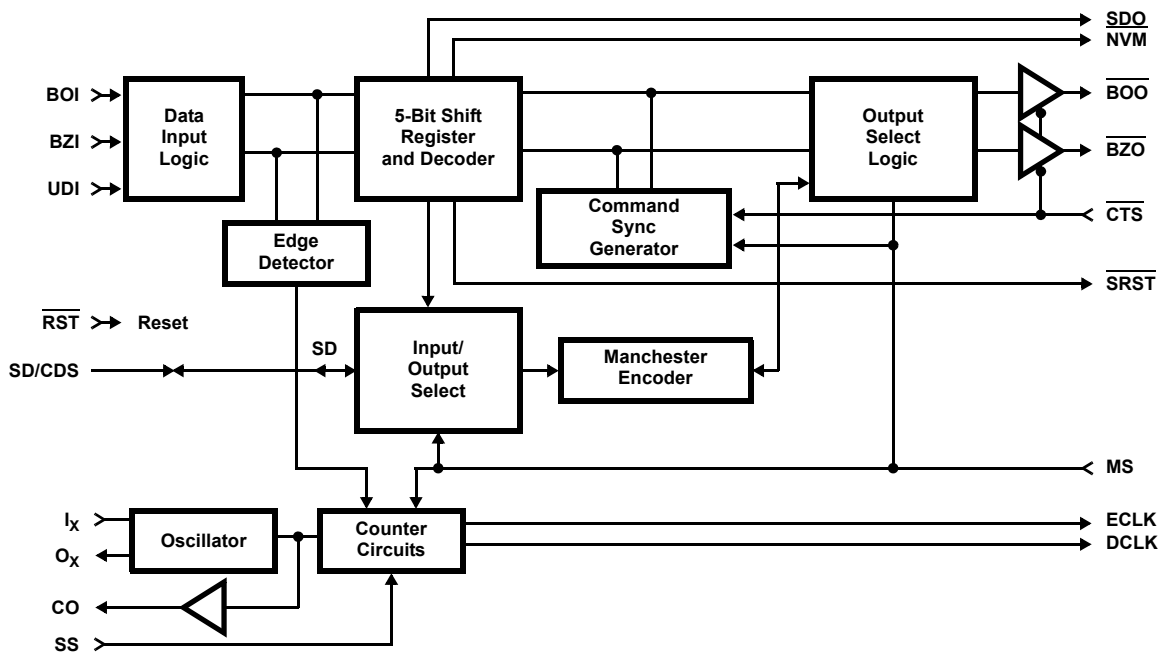 SDO
NVM
BOI
BZI
UDI
Data
Input
Logic
5-Bit Shift
Register
and Decoder
Output
Select
Logic
BOO
BZO
CTS
Command
Sync
Generator
Edge
Detector
SRST
RST
Reset
SD/CDS
SD
Input/
Output
Select
Manchester
Encoder
MS
IX
OX
Oscillator
Counter
Circuits
ECLK
DCLK
CO
SS